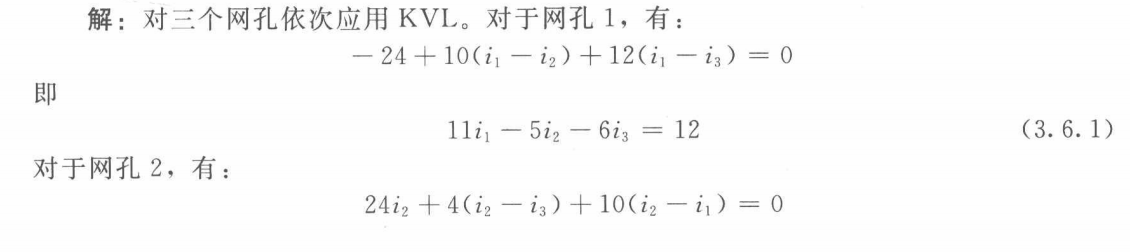 解：对三个网孔依次应用 KVL。对于网孔 1，有：
－24＋10(i₁－i₂)＋12(i₁－i₃)＝0
即
11i₁－5i₂－6i₃＝12 (3.6.1)
对于网孔 2，有：
24i₂＋4(i₂－i₃)＋10(i₂－i₁)＝0